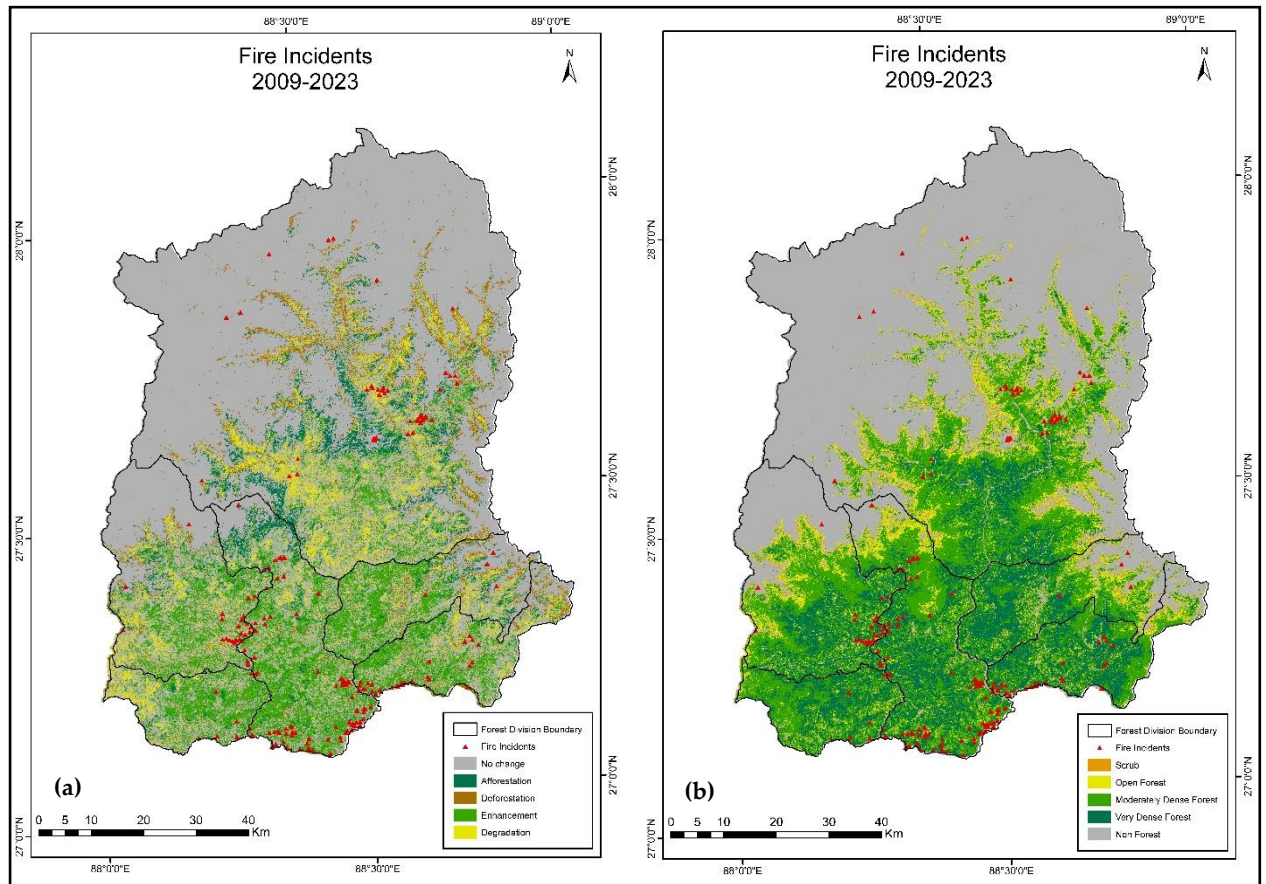 88°30'0"E
89°0'0"E
Fire Incidents
2009-2023
N
28°0'0"N
28°0'0"N
27°30'0"N
27°30'0"N
27°0'0"N
27°0'0"N
Forest Division Boundary
Fire Incidents
No change
Afforestation
Deforestation
Enhancement
Degradation
(a)
0 5 10 20 30 40
Km
88°0'0"E
88°30'0"E
88°30'0"E
89°0'0"E
Fire Incidents
2009-2023
N
28°0'0"N
28°0'0"N
27°30'0"N
27°30'0"N
27°0'0"N
27°0'0"N
Forest Division Boundary
Fire Incidents
Scrub
Open Forest
Moderately Dense Forest
Very Dense Forest
Non Forest
(b)
0 5 10 20 30 40
Km
88°0'0"E
88°30'0"E